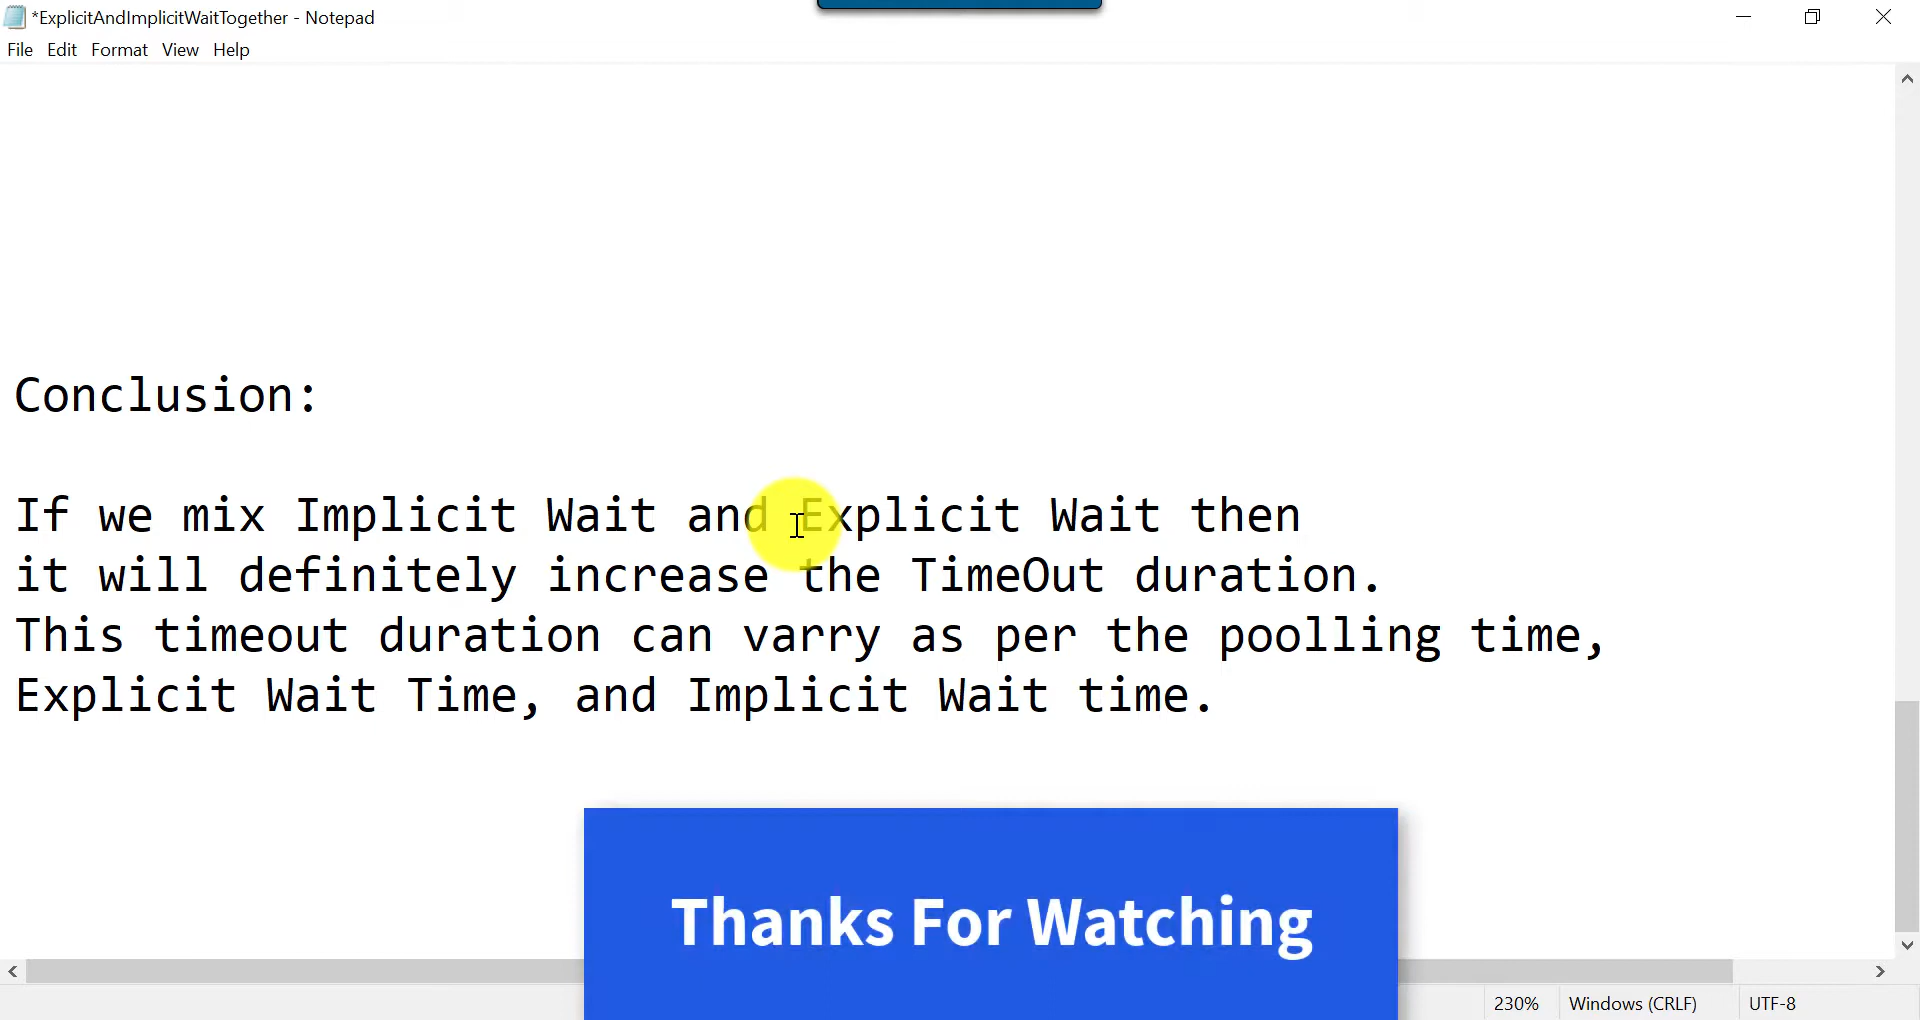 *ExplicitAndImplicitWaitTogether - Notepad
File Edit Format View Help
Conclusion:
If we mix Implicit Wait and Explicit Wait then
it will definitely increase the TimeOut duration.
This timeout duration can varry as per the poolling time,
Explicit Wait Time, and Implicit Wait time.
Thanks For Watching
230% Windows (CRLF) UTF-8